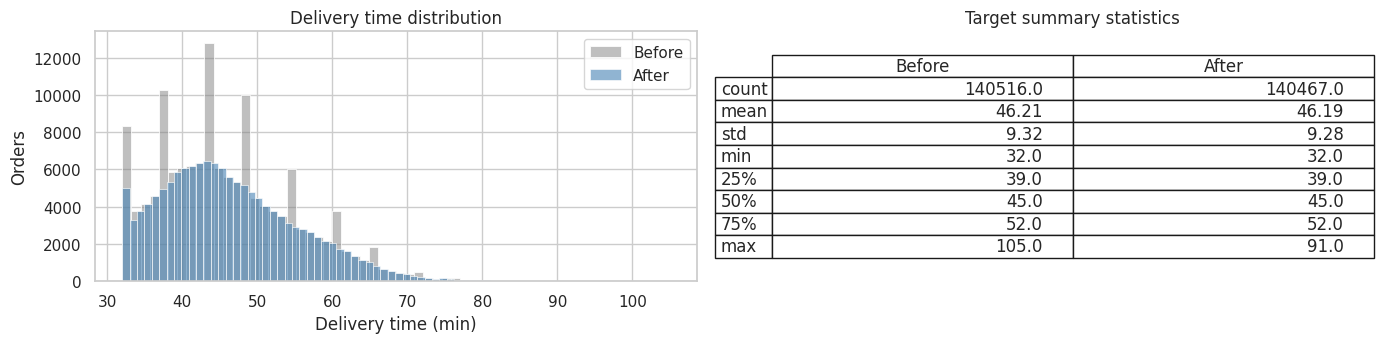 Delivery time distribution
12000
10000
8000
6000
4000
2000
0
Orders
30 40 50 60 70 80 90 100
Delivery time (min)
Before
After
Target summary statistics
Before After
count 140516.0 140467.0
mean 46.21 46.19
std 9.32 9.28
min 32.0 32.0
25% 39.0 39.0
50% 45.0 45.0
75% 52.0 52.0
max 105.0 91.0